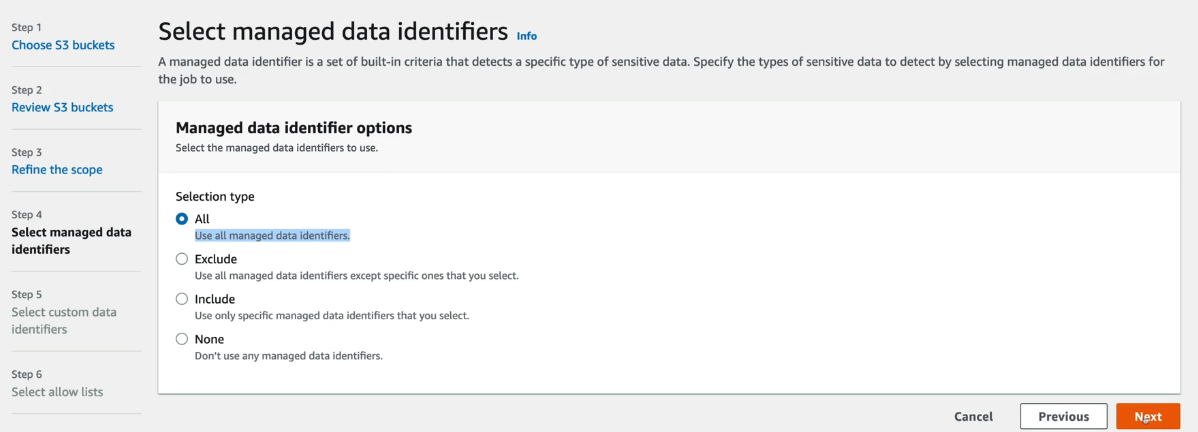 Step 1
Choose S3 buckets
Step 2
Review S3 buckets
Step 3
Refine the scope
Step 4
Select managed data
identifiers
Step 5
Select custom data
identifiers
Step 6
Select allow lists
Select managed data identifiers Info
A managed data identifier is a set of built-in criteria that detects a specific type of sensitive data. Specify the types of sensitive data to detect by selecting managed data identifiers for
the job to use.
Managed data identifier options
Select the managed data identifiers to use.
Selection type
All
Use all managed data identifiers.
Exclude
Use all managed data identifiers except specific ones that you select.
Include
Use only specific managed data identifiers that you select.
None
Don't use any managed data identifiers.
Cancel Previous Next